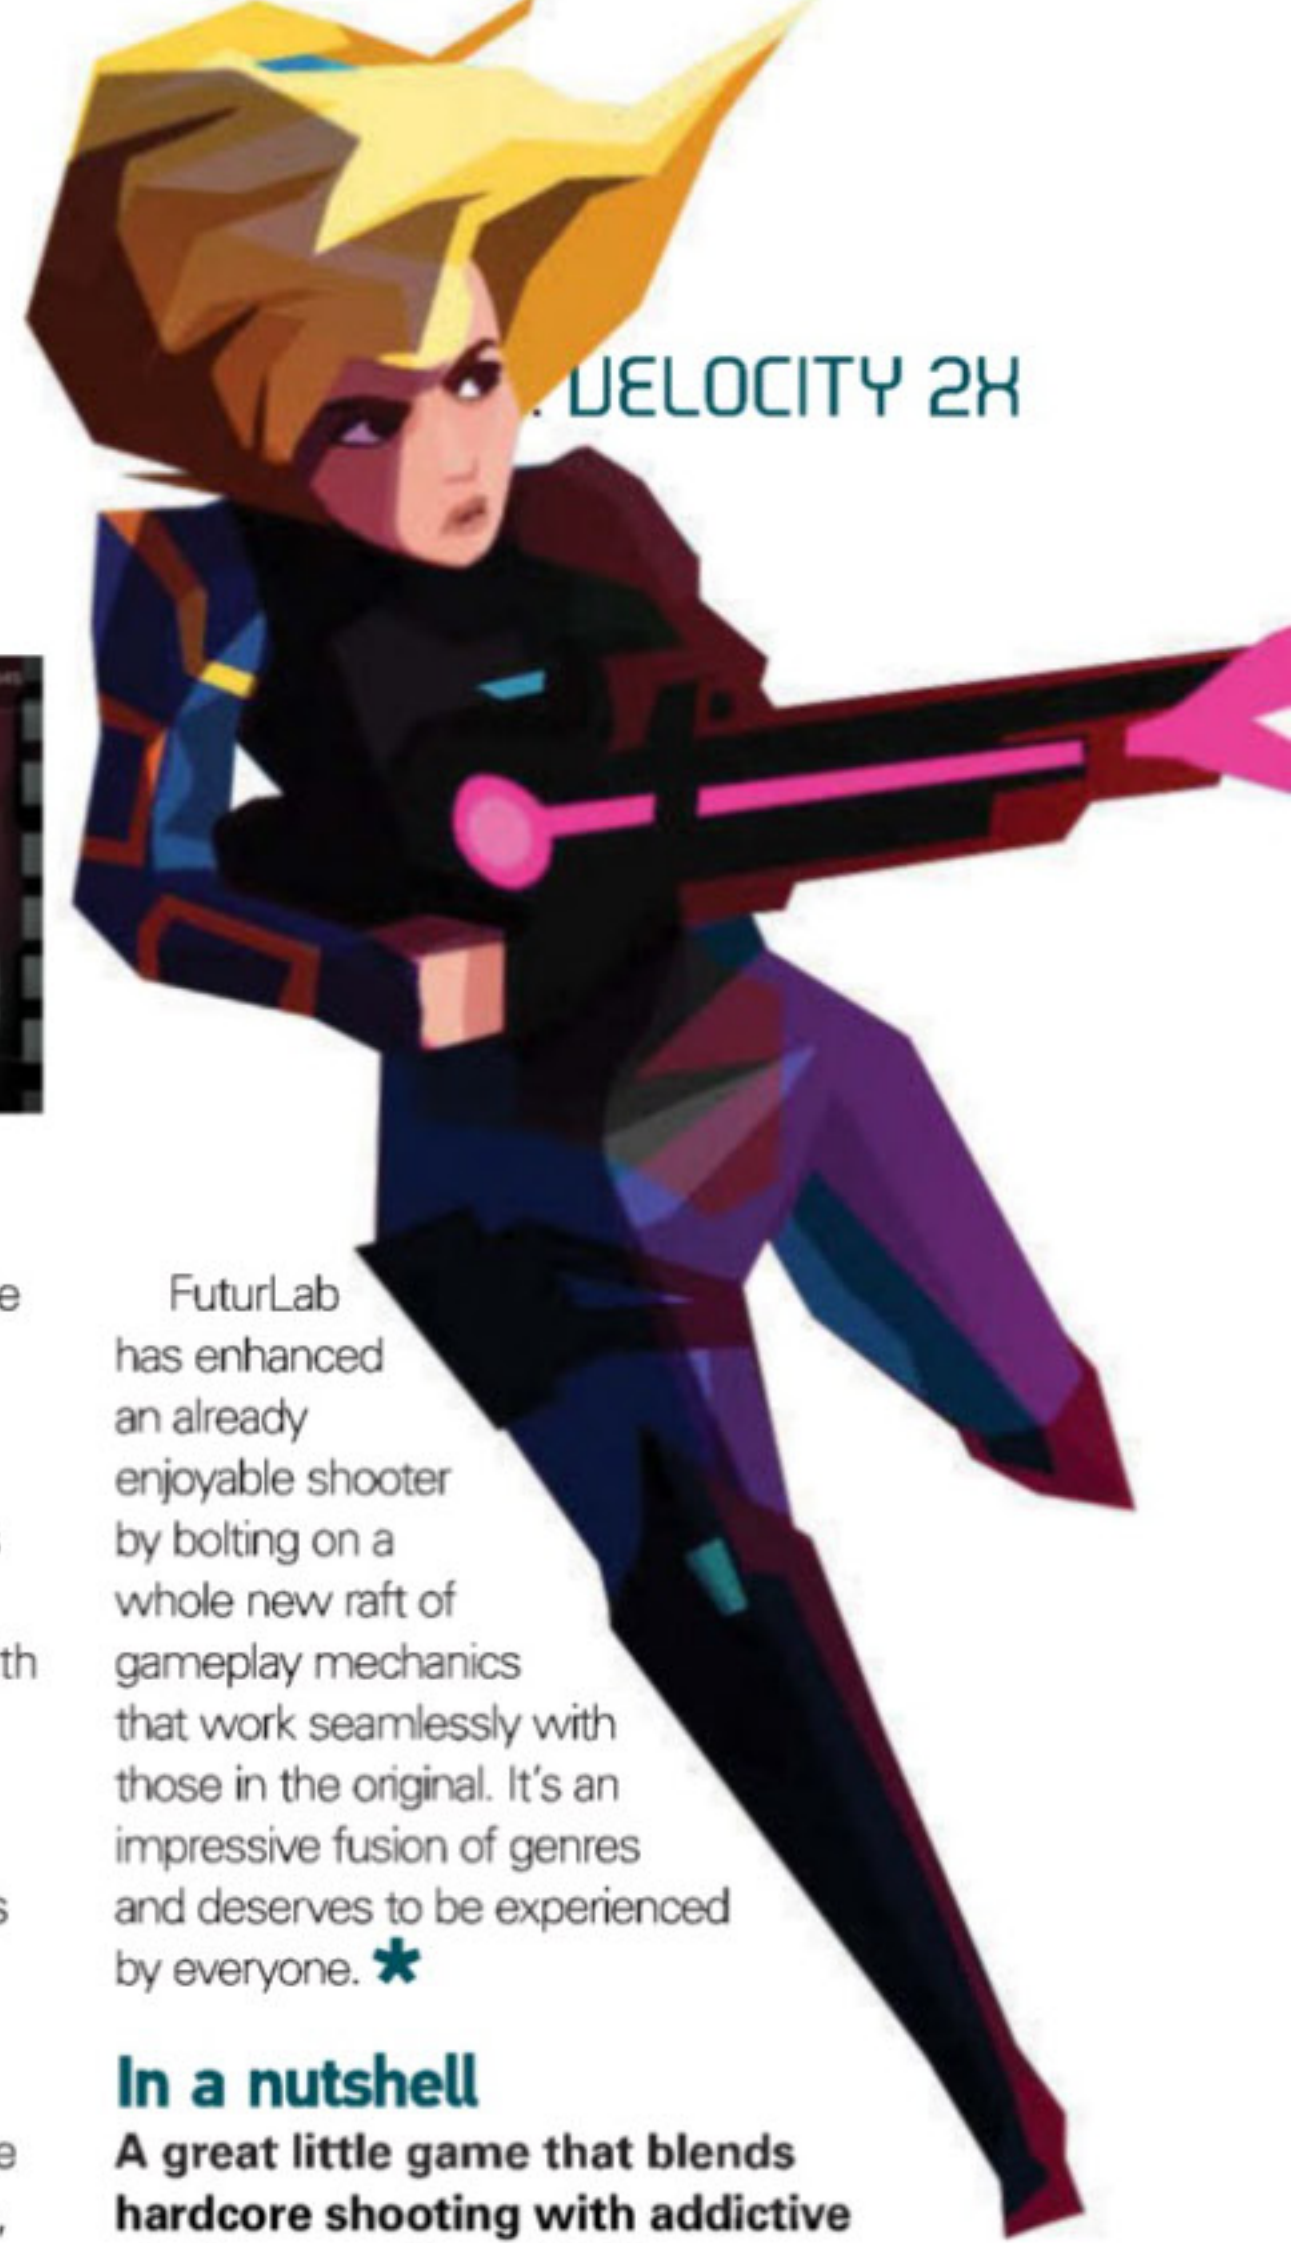 VELOCITY 2X
FuturLab
has enhanced
an already
enjoyable shooter
by bolting on a
whole new raft of
gameplay mechanics
that work seamlessly with
those in the original. It's an
impressive fusion of genres
and deserves to be experienced
by everyone. *
In a nutshell
A great little game that blends
hardcore shooting with addictive